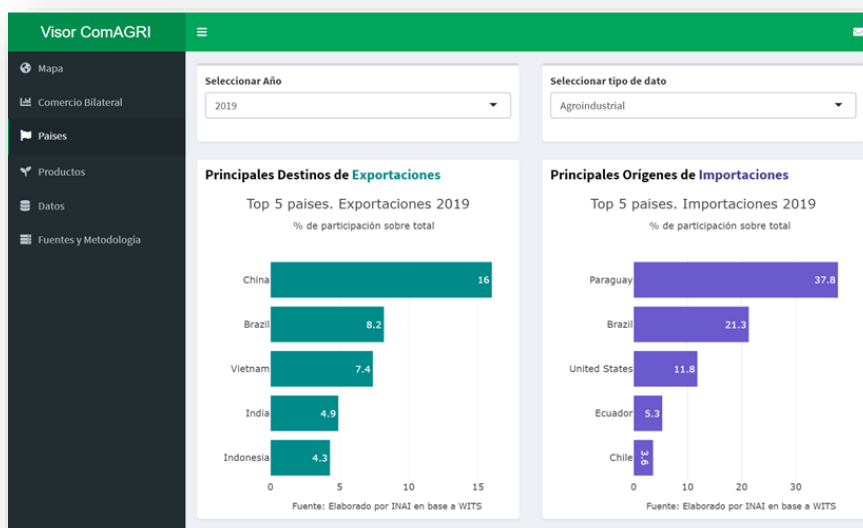 Visor ComAGRI
Mapa
Comercio Bilateral
Paises
Productos
Datos
Fuentes y Metodología
Seleccionar Año
2019
Seleccionar tipo de dato
Agroindustrial
Principales Destinos de Exportaciones
Top 5 paises. Exportaciones 2019
% de participación sobre total
China
16
Brazil
8.2
Vietnam
7.4
India
4.9
Indonesia
4.3
0 5 10 15
Fuente: Elaborado por INAI en base a WITS
Principales Orígenes de Importaciones
Top 5 paises. Importaciones 2019
% de participación sobre total
Paraguay
37.8
Brazil
21.3
United States
11.8
Ecuador
5.3
Chile
3.6
0 10 20 30
Fuente: Elaborado por INAI en base a WITS